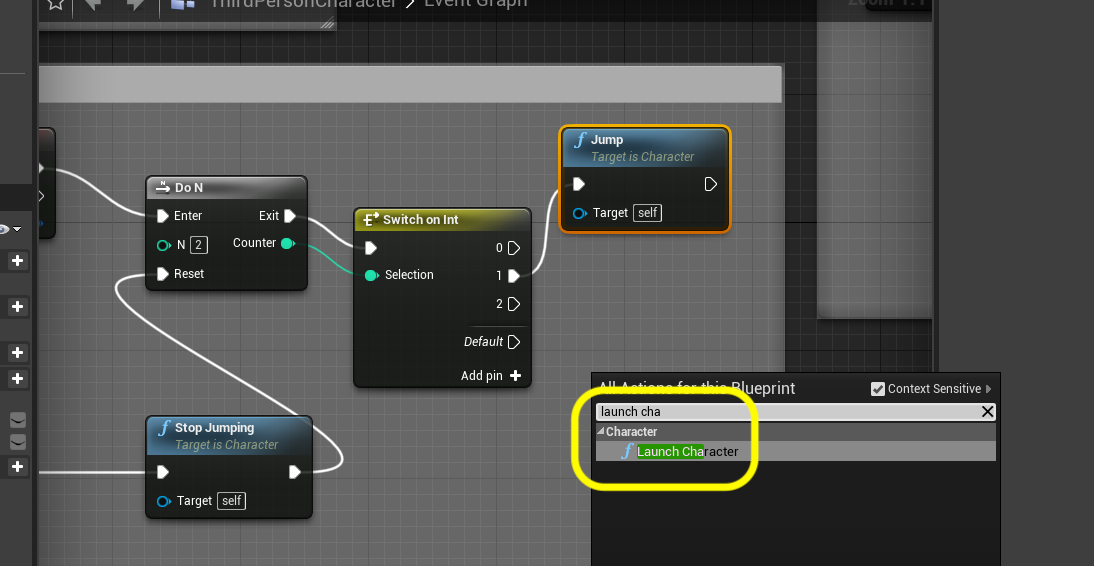 ThirdPersonCharacter > Event Graph
Zoom 1:1
Jump
Target is Character
Target self
Do N
Enter
Exit
N 2
Counter
Reset
Switch on Int
0
Selection
1
2
Default
Add pin
Stop Jumping
Target is Character
Target self
All Actions for this Blueprint
Context Sensitive
launch cha
Character
Launch Character